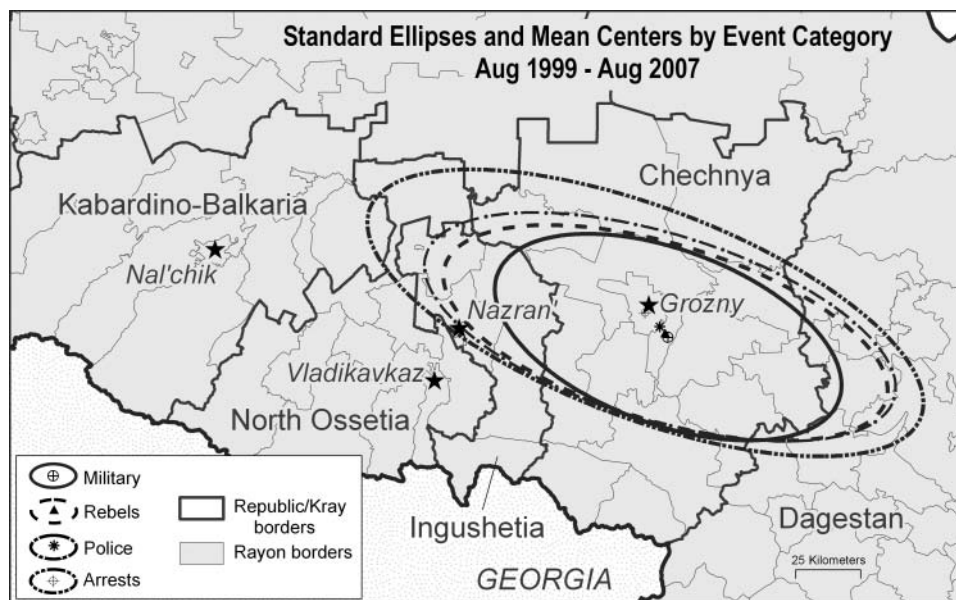 Standard Ellipses and Mean Centers by Event Category
Aug 1999 - Aug 2007
Chechnya
Kabardino-Balkaria
Nal'chik
Grozny
Nazran
Vladikavkaz
North Ossetia
Military
Rebels
Police
Arrests
Republic/Kray
borders
Rayon borders
Ingushetia
Dagestan
25 Kilometers
GEORGIA